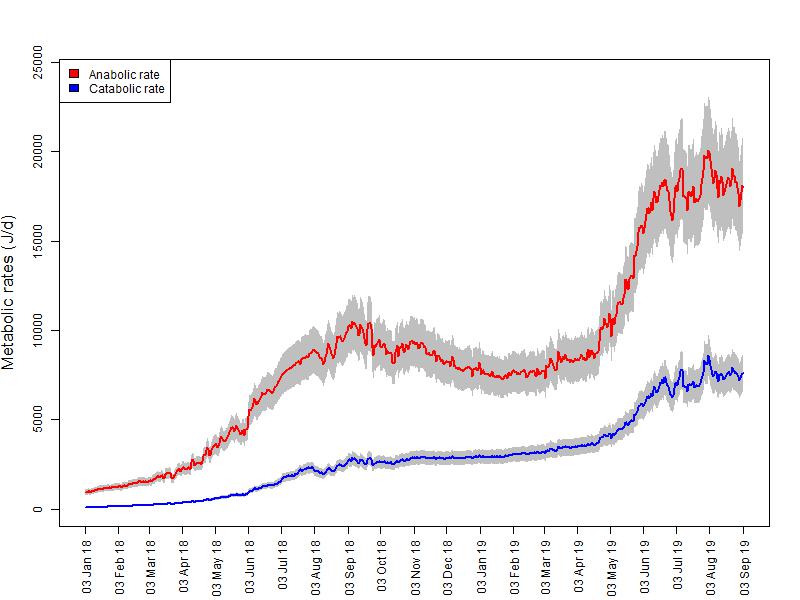 Metabolic rates (J/d)
25000
20000
15000
10000
5000
0
Anabolic rate
Catabolic rate
03 Jan 18
03 Feb 18
03 Mar 18
03 Apr 18
03 May 18
03 Jun 18
03 Jul 18
03 Aug 18
03 Sep 18
03 Oct 18
03 Nov 18
03 Dec 18
03 Jan 19
03 Feb 19
03 Mar 19
03 Apr 19
03 May 19
03 Jun 19
03 Jul 19
03 Aug 19
03 Sep 19